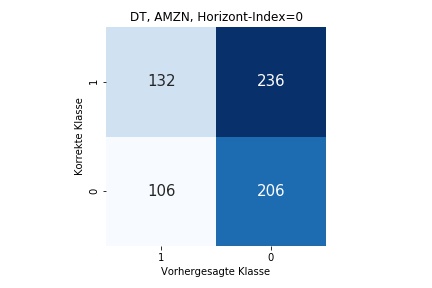 DT, AMZN, Horizont-Index=0
Korrekte Klasse
1
132
236
0
106
206
1
0
Vorhergesagte Klasse